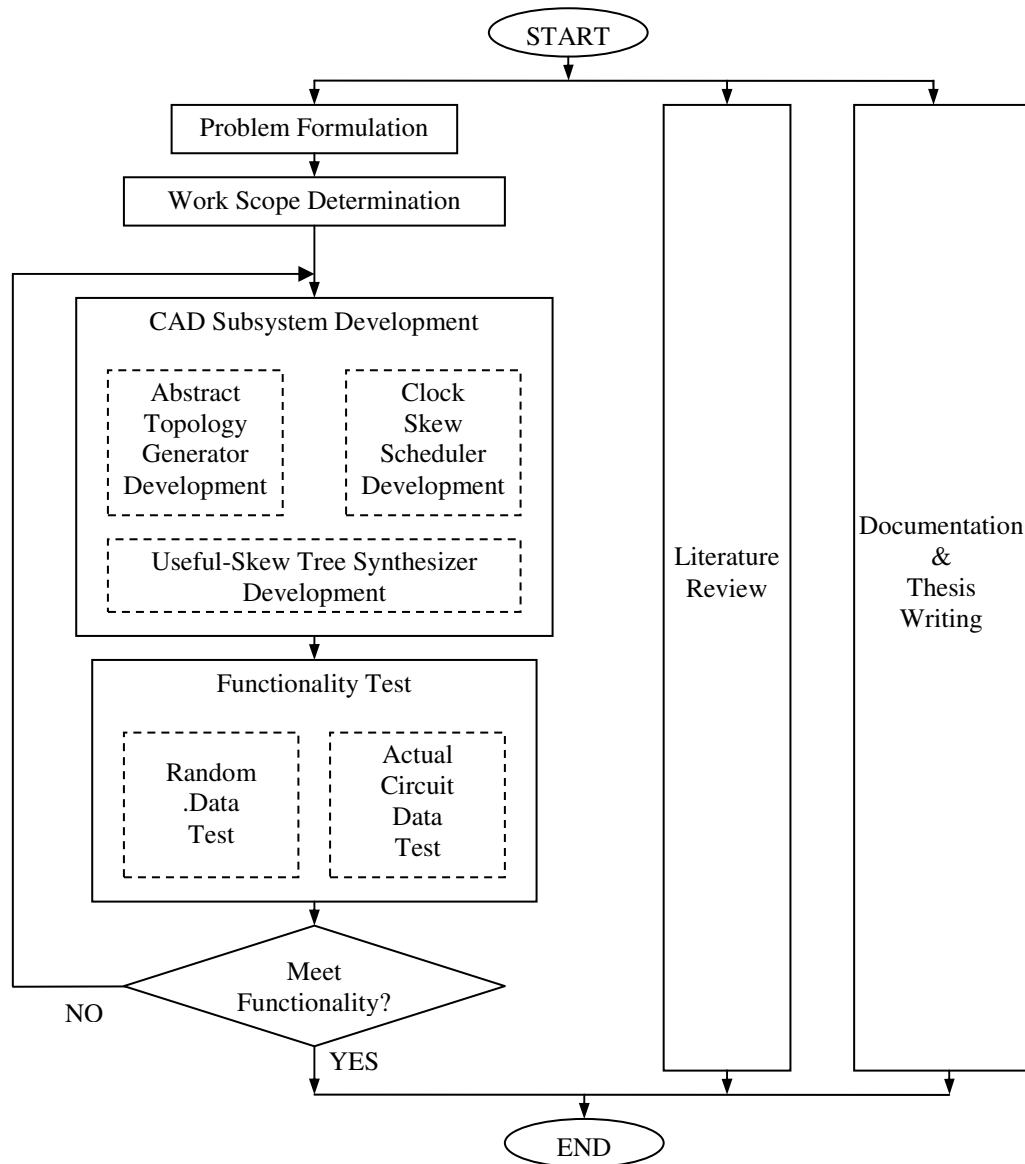 START
Problem Formulation
Work Scope Determination
CAD Subsystem Development
Abstract
Topology
Generator
Development
Clock
Skew
Scheduler
Development
Useful-Skew Tree Synthesizer
Development
Functionality Test
Random
.Data
Test
Actual
Circuit
Data
Test
Meet
Functionality?
NO
YES
Literature
Review
Documentation
&
Thesis
Writing
END